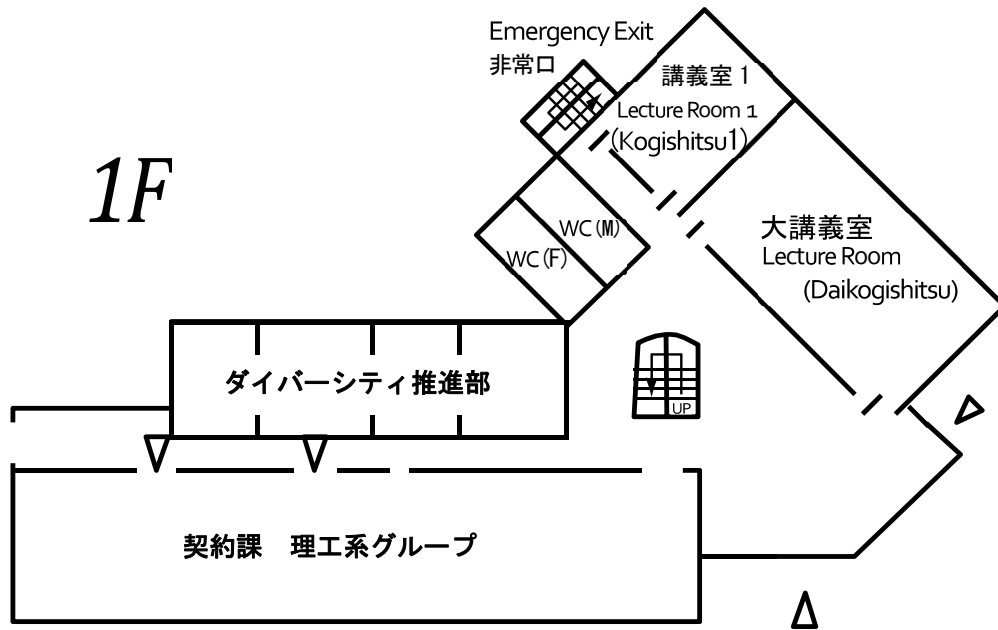 Emergency Exit
非常口
講義室 1
Lecture Room 1
(Kogishitsu1)
1F
WC(M)
WC(F)
大講義室
Lecture Room
(Daikogishitsu)
ダイバーシティ推進部
UP
契約課　理工系グループ